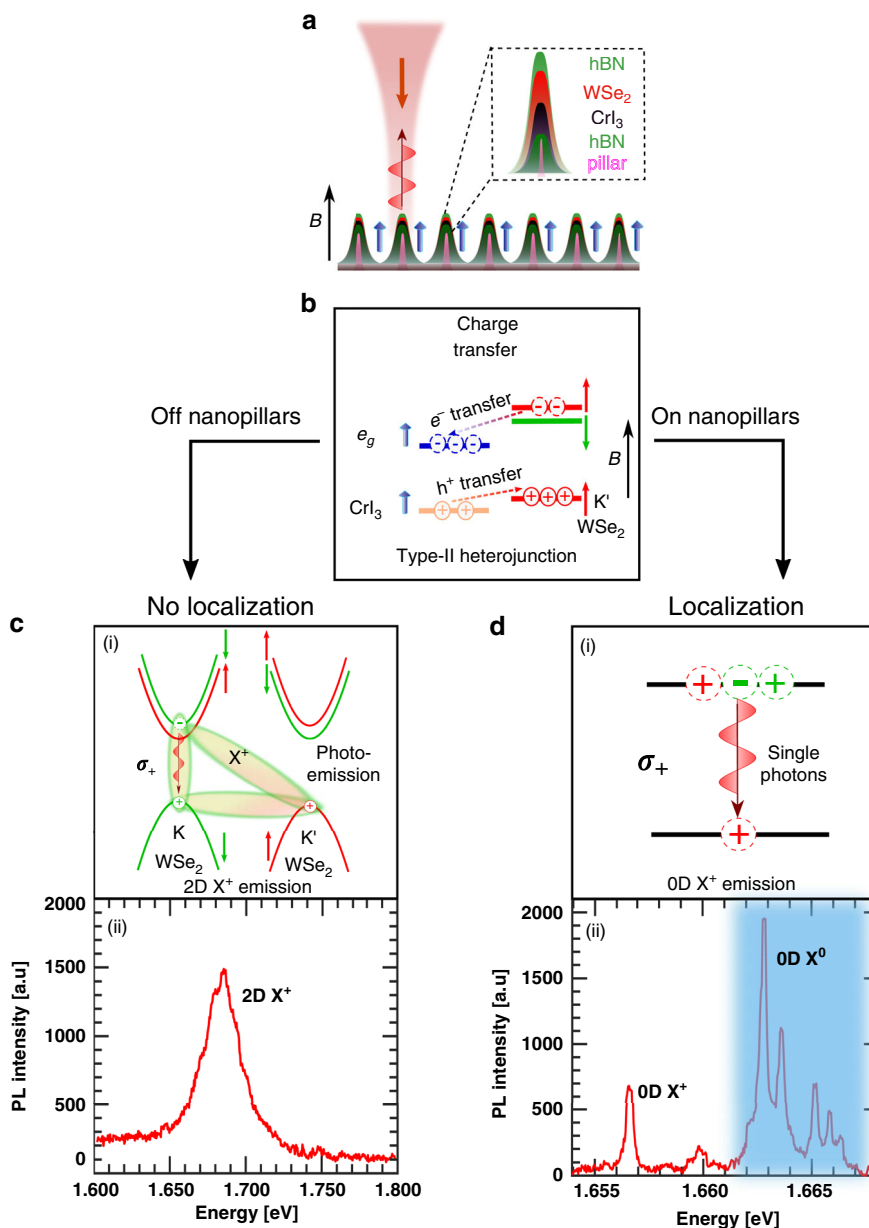 a
hBN
WSe₂
CrI₃
hBN
pillar
B
b
Charge
transfer
Off nanopillars
On nanopillars
e⁻ transfer
e_g
B
h⁺ transfer
CrI₃
K'
WSe₂
Type-II heterojunction
No localization
Localization
c
(i)
X⁺
Photo-
emission
σ₊
K
WSe₂
K'
WSe₂
2D X⁺ emission
d
(i)
σ₊
Single
photons
0D X⁺ emission
(ii)
2D X⁺
PL intensity [a.u]
2000
1500
1000
500
0
1.600 1.650 1.700 1.750 1.800
Energy [eV]
(ii)
0D X⁰
0D X⁺
PL intensity [a.u]
2000
1500
1000
500
0
1.655 1.660 1.665
Energy [eV]